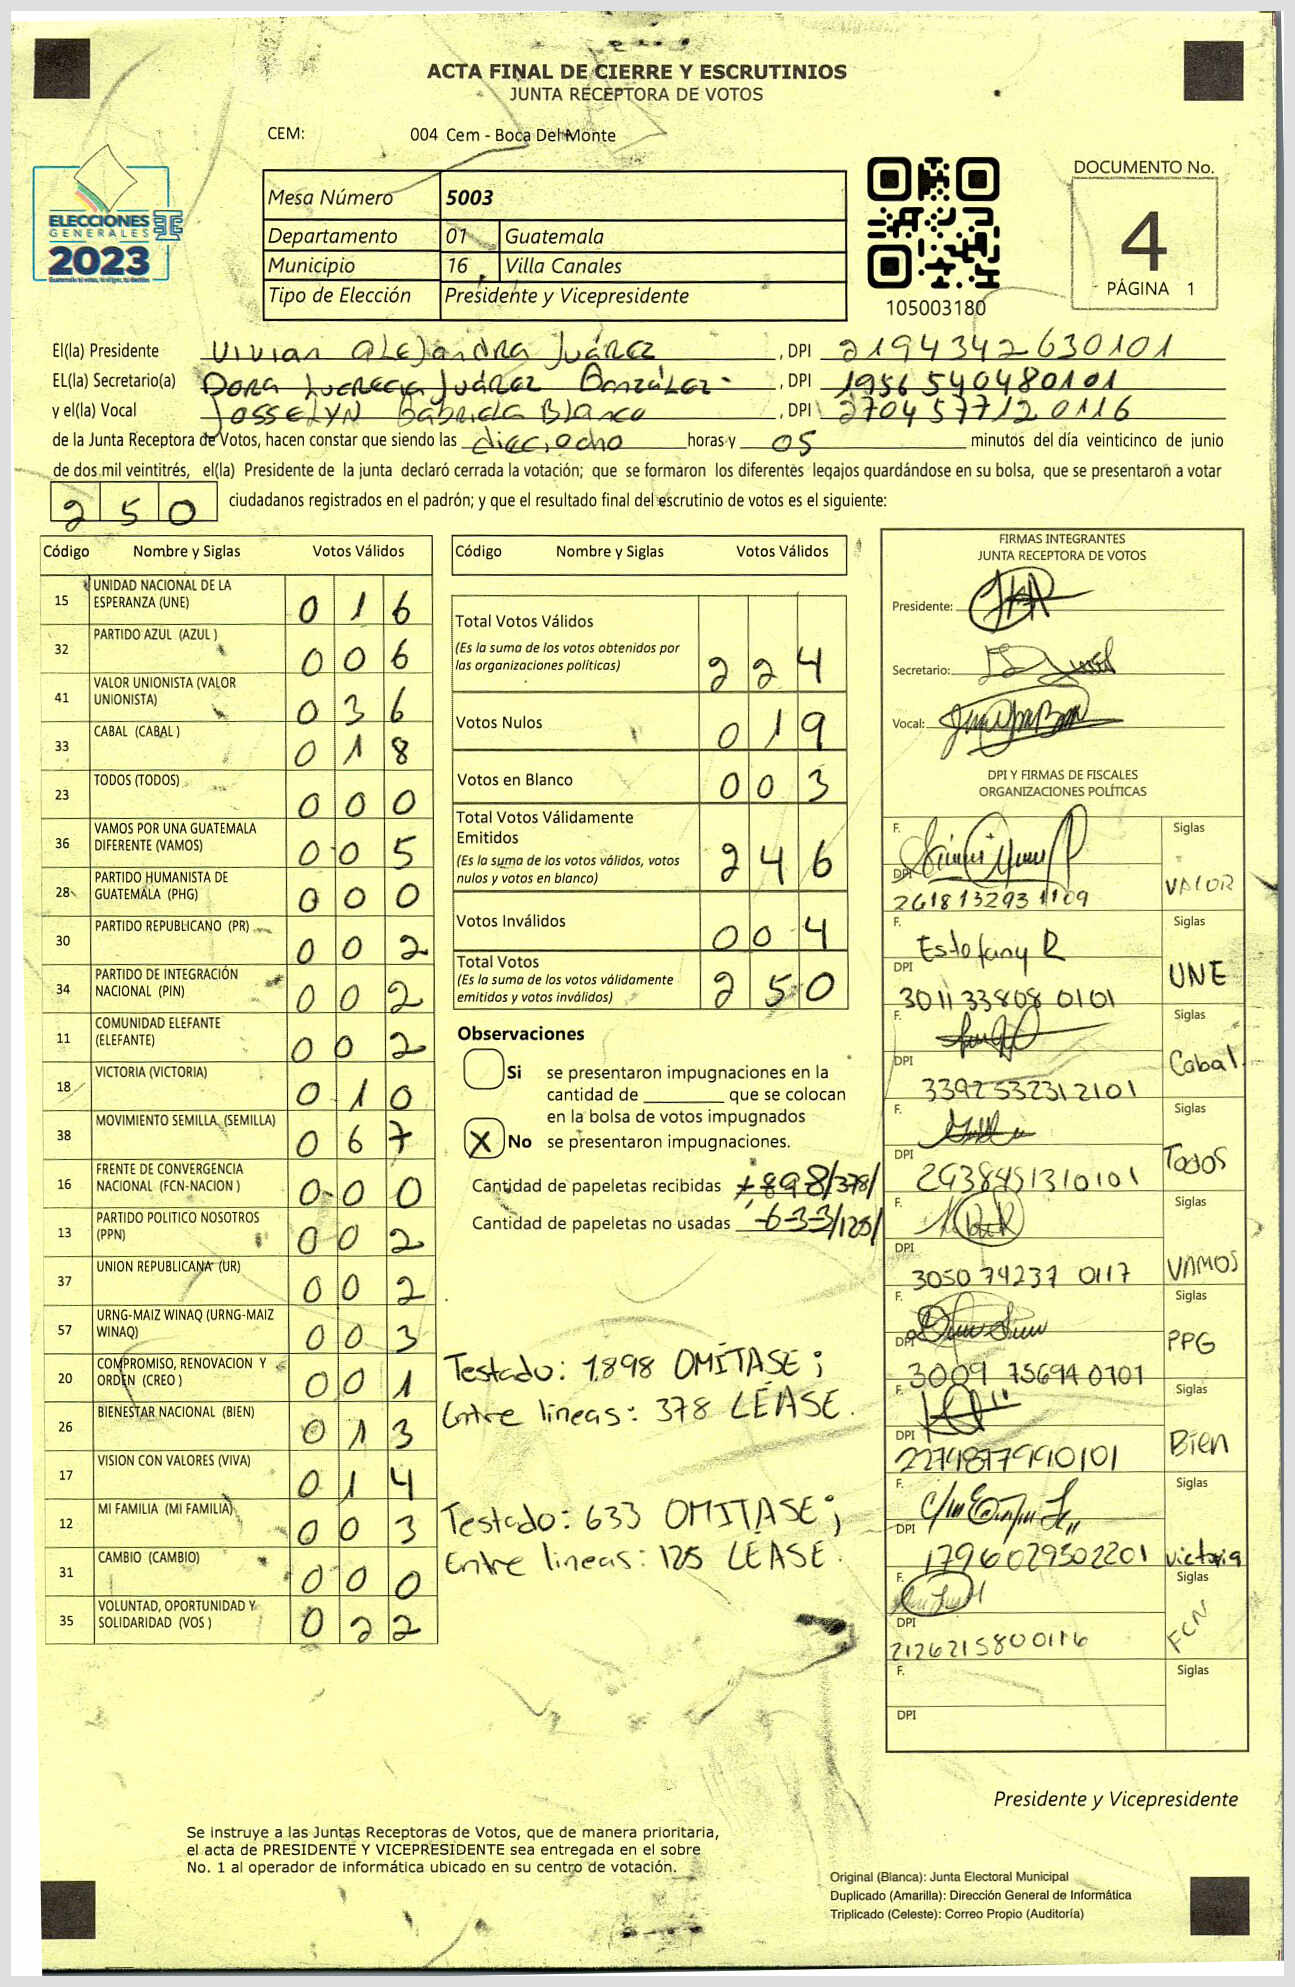 ACTA FINAL DE CIERRE Y ESCRUTINIOS
JUNTA RECEPTORA DE VOTOS
CEM: 004 Cem - Boca Del Monte
ELECCIONES
GENERALES
2023
Mesa Número 5003
Departamento 01 Guatemala
Municipio 16 Villa Canales
Tipo de Elección Presidente y Vicepresidente
105003180
DOCUMENTO No.
4
PÁGINA 1
El(la) Presidente Vivian ALEJandra Juárez , DPI 2194342630101
EL(la) Secretario(a) Dora Lucrecia Juárez González , DPI 1956540480101
y el(la) Vocal JossELYN Gabriela Blanco , DPI 2704577120116
de la Junta Receptora de Votos, hacen constar que siendo las dieciocho horas y 05 minutos del día veinticinco de junio
de dos mil veintitrés, el(la) Presidente de la junta declaró cerrada la votación; que se formaron los diferentes legajos guardándose en su bolsa, que se presentaron a votar
250 ciudadanos registrados en el padrón; y que el resultado final del escrutinio de votos es el siguiente:
Código Nombre y Siglas Votos Válidos
15 UNIDAD NACIONAL DE LA ESPERANZA (UNE) 016
32 PARTIDO AZUL (AZUL ) 006
41 VALOR UNIONISTA (VALOR UNIONISTA) 036
33 CABAL (CABAL ) 018
23 TODOS (TODOS) 000
36 VAMOS POR UNA GUATEMALA DIFERENTE (VAMOS) 005
28 PARTIDO HUMANISTA DE GUATEMALA (PHG) 000
30 PARTIDO REPUBLICANO (PR) 002
34 PARTIDO DE INTEGRACIÓN NACIONAL (PIN) 002
11 COMUNIDAD ELEFANTE (ELEFANTE) 002
18 VICTORIA (VICTORIA) 010
38 MOVIMIENTO SEMILLA (SEMILLA) 067
16 FRENTE DE CONVERGENCIA NACIONAL (FCN-NACION ) 000
13 PARTIDO POLITICO NOSOTROS (PPN) 002
37 UNION REPUBLICANA (UR) 002
57 URNG-MAIZ WINAQ (URNG-MAIZ WINAQ) 003
20 COMPROMISO, RENOVACION Y ORDEN (CREO ) 001
26 BIENESTAR NACIONAL (BIEN) 013
17 VISION CON VALORES (VIVA) 014
12 MI FAMILIA (MI FAMILIA) 003
31 CAMBIO (CAMBIO) 000
35 VOLUNTAD, OPORTUNIDAD Y SOLIDARIDAD (VOS ) 022
Código Nombre y Siglas Votos Válidos
Total Votos Válidos 224
(Es la suma de los votos obtenidos por
las organizaciones políticas)
Votos Nulos 019
Votos en Blanco 003
Total Votos Válidamente
Emitidos 246
(Es la suma de los votos válidos, votos
nulos y votos en blanco)
Votos Inválidos 004
Total Votos 250
(Es la suma de los votos válidamente
emitidos y votos inválidos)
Observaciones
Si se presentaron impugnaciones en la
cantidad de ________ que se colocan
en la bolsa de votos impugnados
X No se presentaron impugnaciones.
Cantidad de papeletas recibidas 1,898/378/
Cantidad de papeletas no usadas 633/125/
Testado: 1,898 OMÍTASE;
Entre lineas: 378 LÉASE.
Testado: 633 OMITASE;
Entre lineas: 125 LÉASE.
FIRMAS INTEGRANTES
JUNTA RECEPTORA DE VOTOS
Presidente:
Secretario:
Vocal:
DPI Y FIRMAS DE FISCALES
ORGANIZACIONES POLÍTICAS
F. Siglas
DPI 2618132931109 VALOR
F. Estefany R Siglas
DPI 3011338080101 UNE
F. Siglas
DPI 3392532312101 Cabal
F. Siglas
DPI 2938451310101 Todos
F. Siglas
DPI 3050 74237 0117 VAMOS
F. Siglas
DPI 3009 756940101 PPG
F. Siglas
DPI Bien
F. Siglas
DPI 1796029502201 victoria
F. Siglas
DPI 2126215800116 FCN
F. Siglas
DPI
Presidente y Vicepresidente
Se instruye a las Juntas Receptoras de Votos, que de manera prioritaria,
el acta de PRESIDENTE Y VICEPRESIDENTE sea entregada en el sobre
No. 1 al operador de informática ubicado en su centro de votación.
Original (Blanca): Junta Electoral Municipal
Duplicado (Amarilla): Dirección General de Informática
Triplicado (Celeste): Correo Propio (Auditoría)